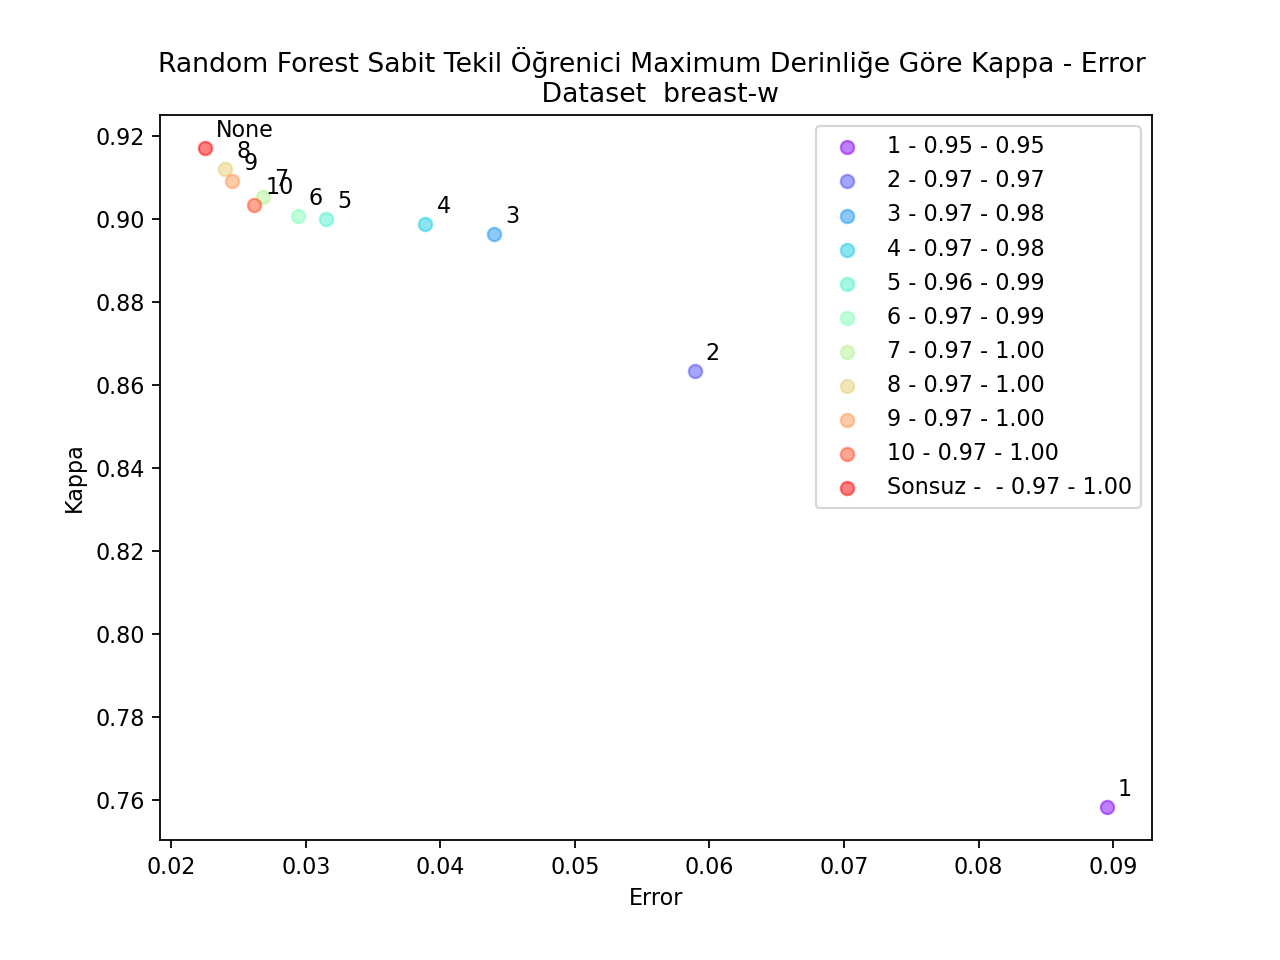 Random Forest Sabit Tekil Öğrenici Maximum Derinliğe Göre Kappa - Error
Dataset  breast-w
None
8
9
7
10
6
5
4
3
2
1
1 - 0.95 - 0.95
2 - 0.97 - 0.97
3 - 0.97 - 0.98
4 - 0.97 - 0.98
5 - 0.96 - 0.99
6 - 0.97 - 0.99
7 - 0.97 - 1.00
8 - 0.97 - 1.00
9 - 0.97 - 1.00
10 - 0.97 - 1.00
Sonsuz -  - 0.97 - 1.00
0.92
0.90
0.88
0.86
0.84
0.82
0.80
0.78
0.76
Kappa
0.02 0.03 0.04 0.05 0.06 0.07 0.08 0.09
Error